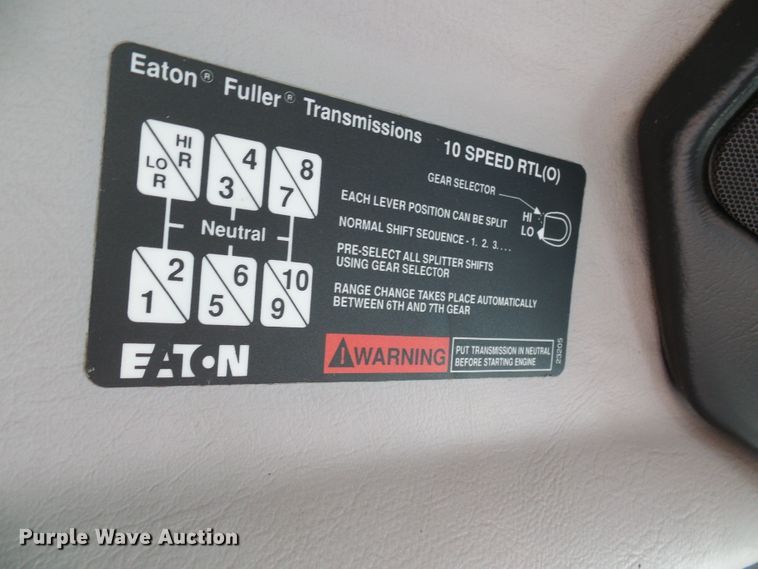 Eaton® Fuller® Transmissions 10 SPEED RTL(O)
HI
R
LO
R
4
3
8
7
Neutral
2
1
6
5
10
9
GEAR SELECTOR
HI
LO
EACH LEVER POSITION CAN BE SPLIT
NORMAL SHIFT SEQUENCE - 1. 2. 3. . . .
PRE-SELECT ALL SPLITTER SHIFTS
USING GEAR SELECTOR
RANGE CHANGE TAKES PLACE AUTOMATICALLY
BETWEEN 6TH AND 7TH GEAR
EATON
WARNING
PUT TRANSMISSION IN NEUTRAL
BEFORE STARTING ENGINE
23205
Purple Wave Auction